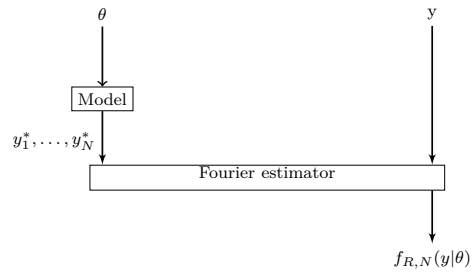 θ y
Model
y₁*, …, y_N*
Fourier estimator
f_{R,N}(y|θ)